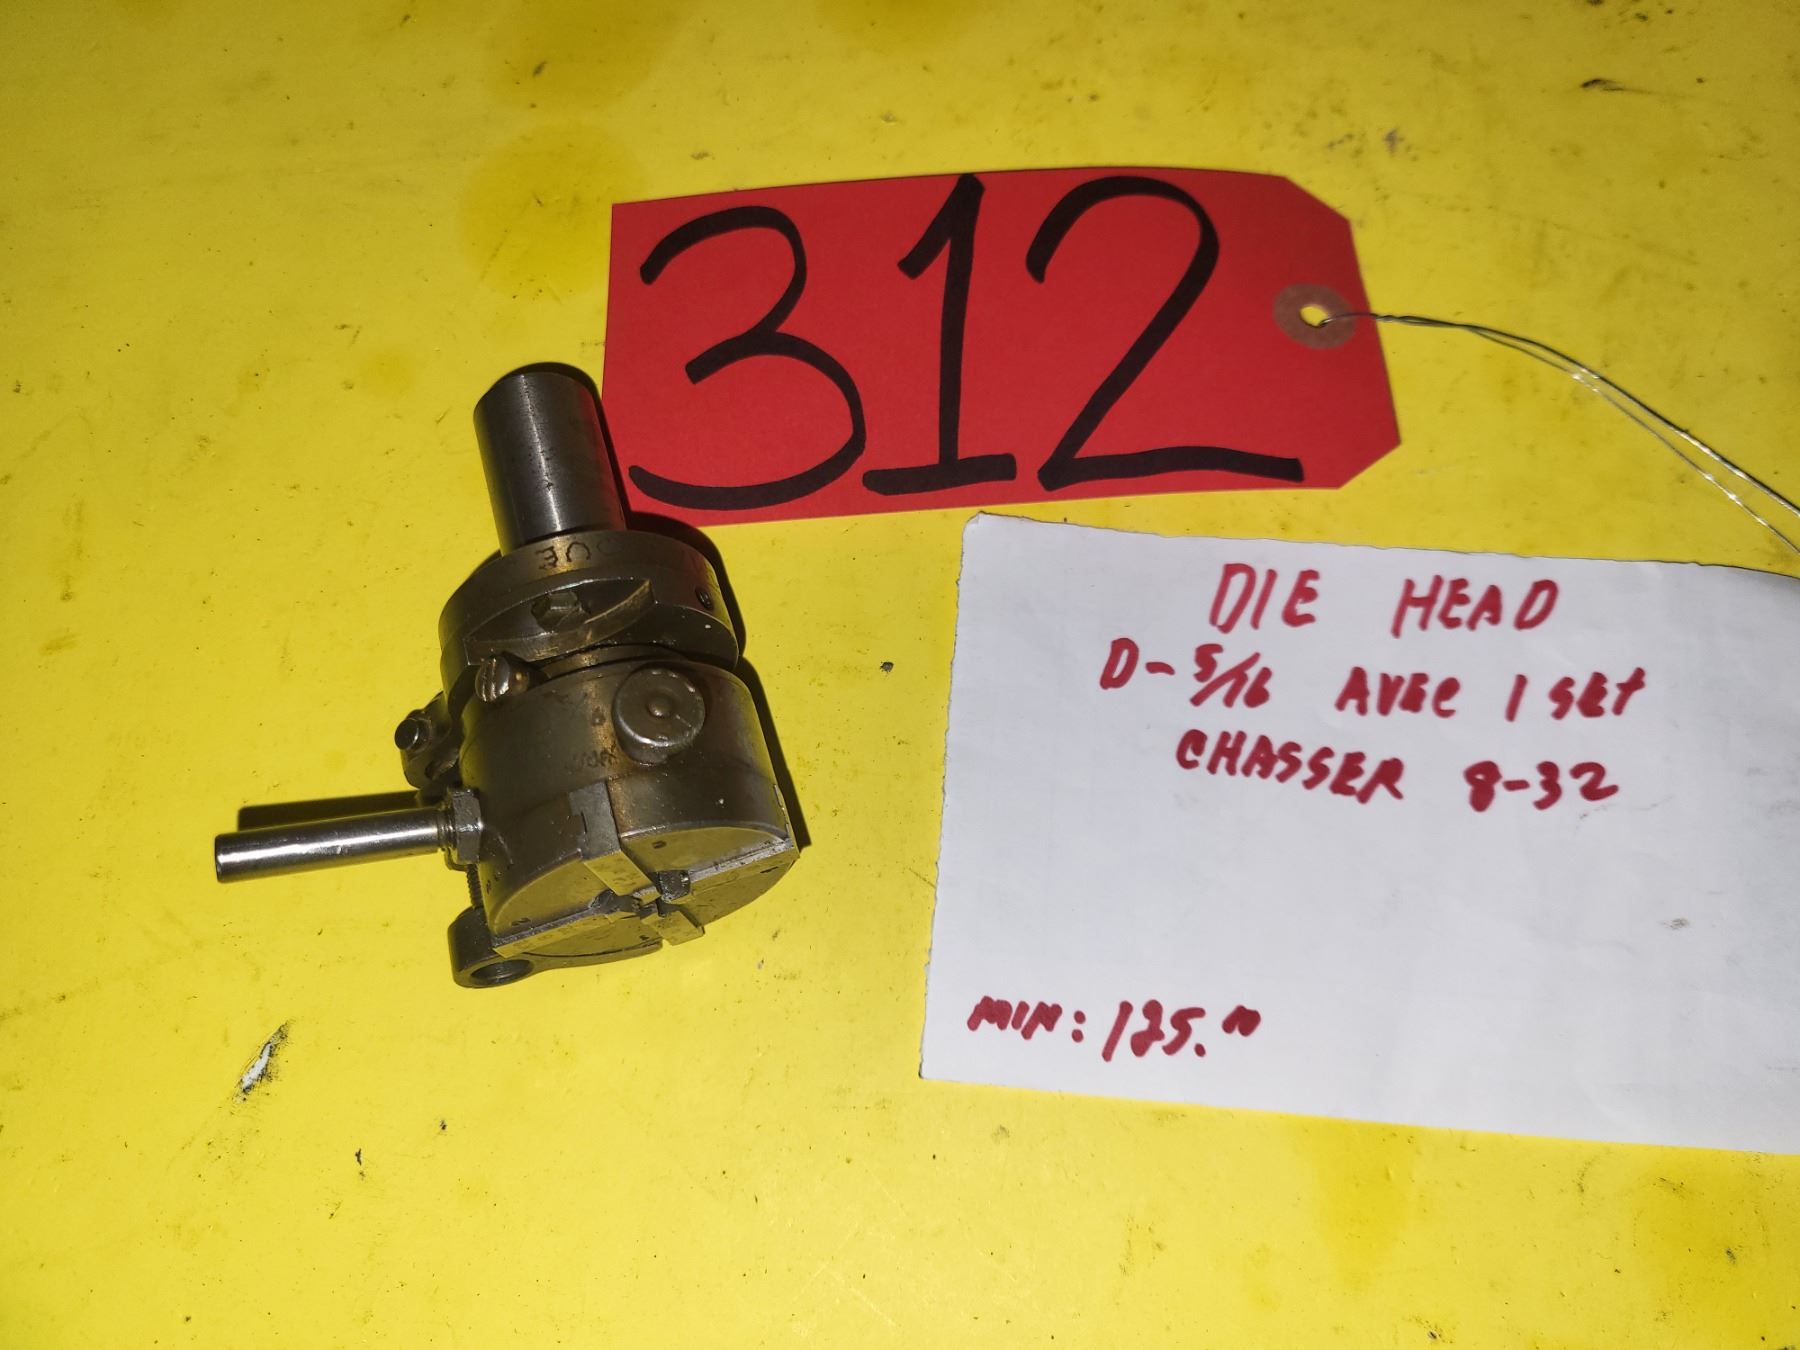 312
DIE HEAD
D-5/16 AVEC 1 SET
CHASSER 8-32
MIN: 125.00